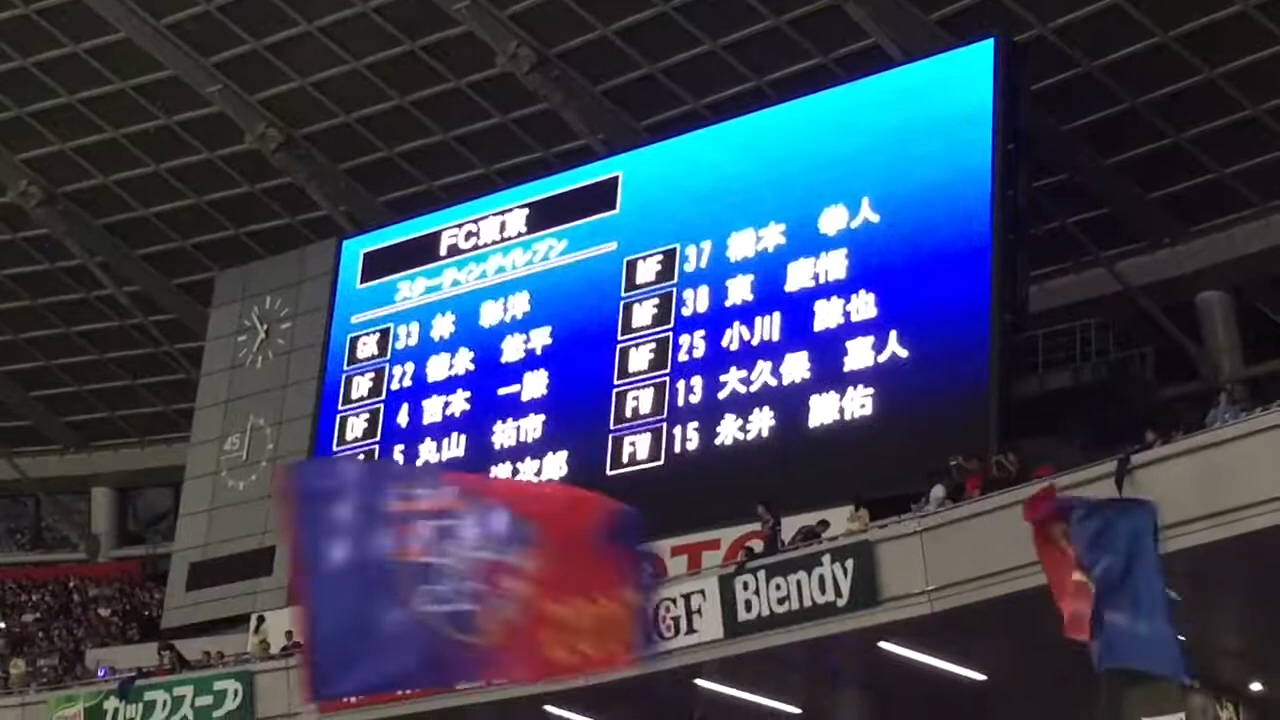 FC東京
スターティングイレブン
GK 33 林 彰洋
DF 22 徳永 悠平
DF 4 吉本 一謙
5 丸山 祐市
MF 37 橋本 拳人
MF 38 東 慶悟
MF 25 小川 諒也
FW 13 大久保 嘉人
FW 15 永井 謙佑
45
GF
Blendy
カップスープ